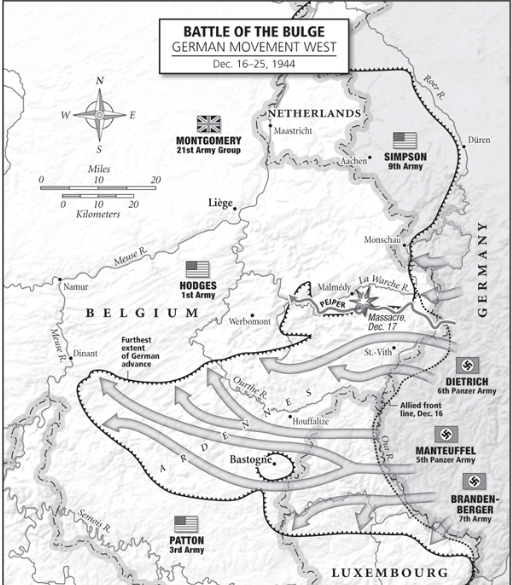 BATTLE OF THE BULGE
GERMAN MOVEMENT WEST
Dec. 16–25, 1944
N
W
E
S
Miles
0 10 20
0 10 20
Kilometers
NETHERLANDS
Maastricht
MONTGOMERY
21st Army Group
Roer R.
Düren
Aachen
SIMPSON
9th Army
Liège
Monschau
GERMANY
Meuse R.
Namur
HODGES
1st Army
BELGIUM
Malmédy
La Warche R.
PEIPER
Massacre,
Dec. 17
Werbomont
Meuse R.
Dinant
Furthest
extent
of German
advance
St.-Vith
DIETRICH
6th Panzer Army
Ourthe R.
Allied front
line, Dec. 16
Houffalize
ARDENNES
Our R.
MANTEUFFEL
5th Panzer Army
Bastogne
BRANDEN-
BERGER
7th Army
Semois R.
PATTON
3rd Army
LUXEMBOURG